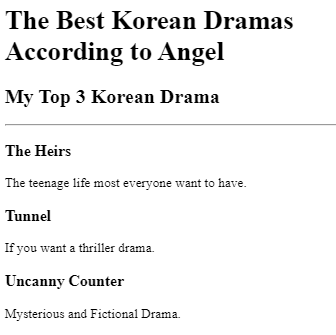 The Best Korean Dramas
According to Angel
My Top 3 Korean Drama
The Heirs
The teenage life most everyone want to have.
Tunnel
If you want a thriller drama.
Uncanny Counter
Mysterious and Fictional Drama.